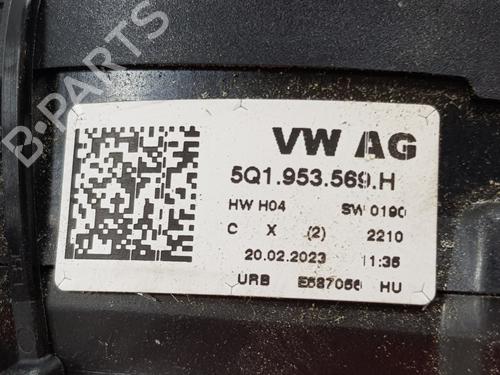 B-PARTS
VW AG
5Q1.953.569.H
HW H04 SW 0190
C X (2) 2210
20.02.2023 11:35
URB E587056 HU